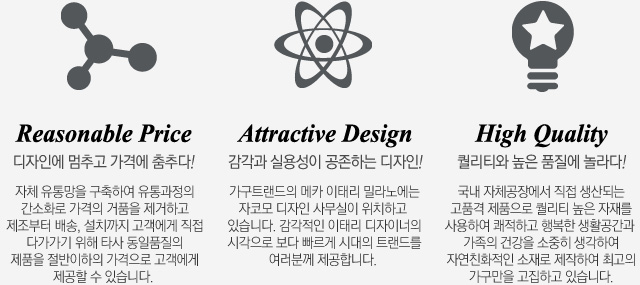 Reasonable Price
디자인에 멈추고 가격에 춤추다!
자체 유통망을 구축하여 유통과정의
간소화로 가격의 거품을 제거하고
제조부터 배송, 설치까지 고객에게 직접
다가가기 위해 타사 동일품질의
제품을 절반이하의 가격으로 고객에게
제공할 수 있습니다.
Attractive Design
감각과 실용성이 공존하는 디자인!
가구트랜드의 메카 이태리 밀라노에는
자코모 디자인 사무실이 위치하고
있습니다. 감각적인 이태리 디자이너의
시각으로 보다 빠르게 시대의 트랜드를
여러분께 제공합니다.
High Quality
퀄리티와 높은 품질에 놀라다!
국내 자체공장에서 직접 생산되는
고품격 제품으로 퀄리티 높은 자재를
사용하여 쾌적하고 행복한 생활공간과
가족의 건강을 소중히 생각하여
자연친화적인 소재로 제작하여 최고의
가구만을 고집하고 있습니다.